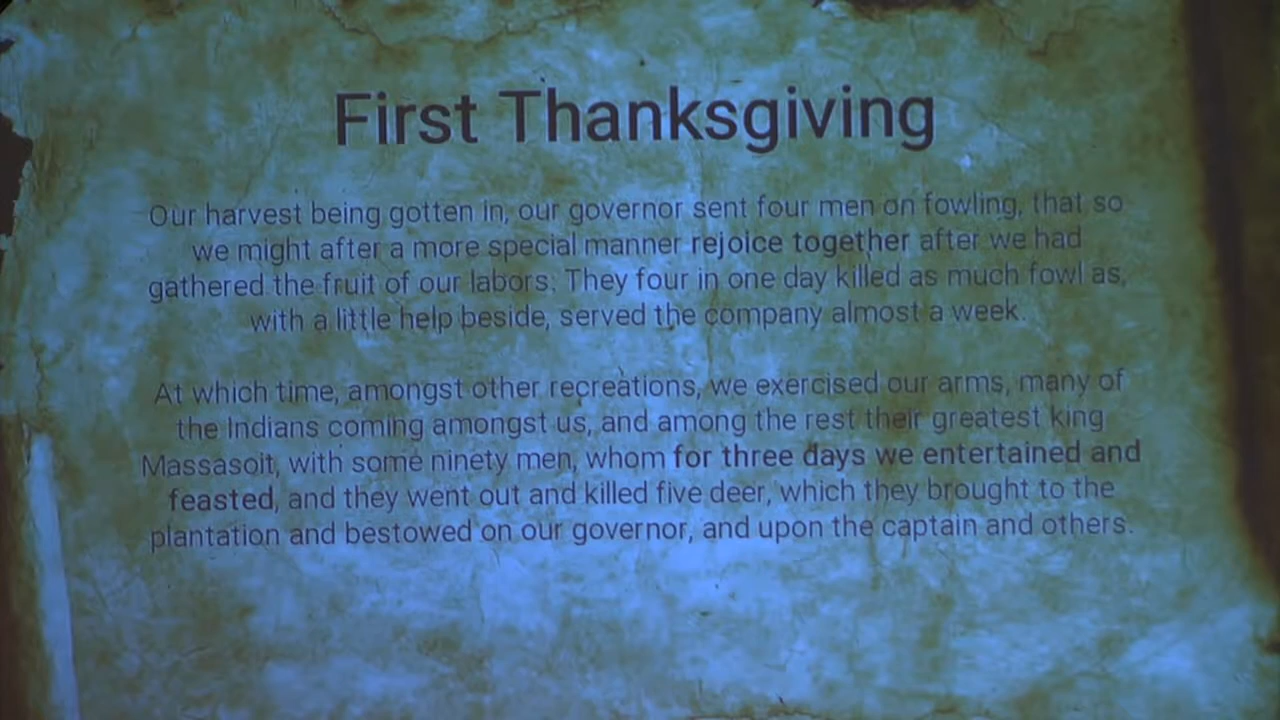 First Thanksgiving
Our harvest being gotten in, our governor sent four men on fowling, that so
we might after a more special manner rejoice together after we had
gathered the fruit of our labors. They four in one day killed as much fowl as,
with a little help beside, served the company almost a week.
At which time, amongst other recreations, we exercised our arms, many of
the Indians coming amongst us, and among the rest their greatest king
Massasoit, with some ninety men, whom for three days we entertained and
feasted, and they went out and killed five deer, which they brought to the
plantation and bestowed on our governor, and upon the captain and others.